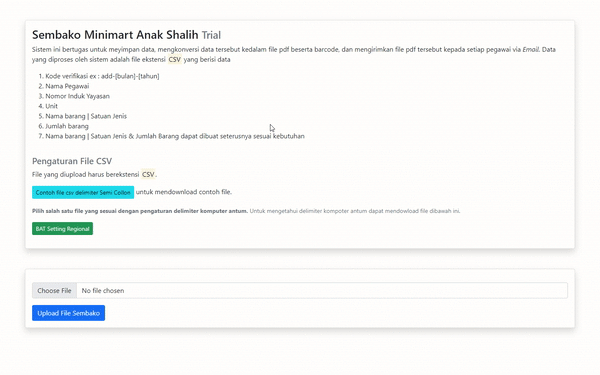 Sembako Minimart Anak Shalih Trial
Sistem ini bertugas untuk meyimpan data, mengkonversi data tersebut kedalam file pdf beserta barcode, dan mengirimkan file pdf tersebut kepada setiap pegawai via Email. Data
yang diproses oleh sistem adalah file ekstensi CSV yang berisi data
1. Kode verifikasi ex : add-[bulan]-[tahun]
2. Nama Pegawai
3. Nomor Induk Yayasan
4. Unit
5. Nama barang | Satuan Jenis
6. Jumlah barang
7. Nama barang | Satuan Jenis & Jumlah Barang dapat dibuat seterusnya sesuai kebutuhan
Pengaturan File CSV
File yang diupload harus berekstensi CSV.
Contoh file csv delimiter Semi Collon untuk mendownload contoh file.
Pilih salah satu file yang sesuai dengan pengaturan delimiter komputer antum. Untuk mengetahui delimiter komputer antum dapat mendowload file dibawah ini.
BAT Setting Regional
Choose File No file chosen
Upload File Sembako